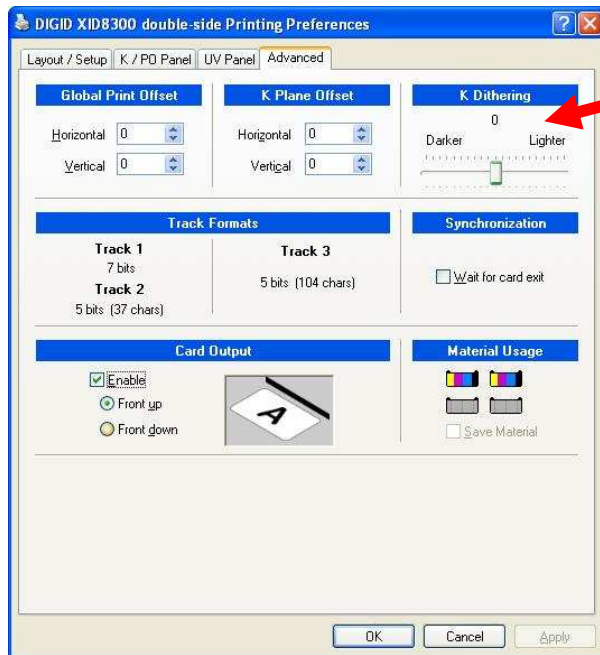 DIGID XID8300 double-side Printing Preferences
Layout / Setup K / PO Panel UV Panel Advanced
Global Print Offset
Horizontal 0
Vertical 0
K Plane Offset
Horizontal 0
Vertical 0
K Dithering
0
Darker Lighter
Track Formats
Track 1
7 bits
Track 2
5 bits (37 chars)
Track 3
5 bits (104 chars)
Synchronization
Wait for card exit
Card Output
Enable
Front up
Front down
A
Material Usage
Save Material
OK Cancel Apply